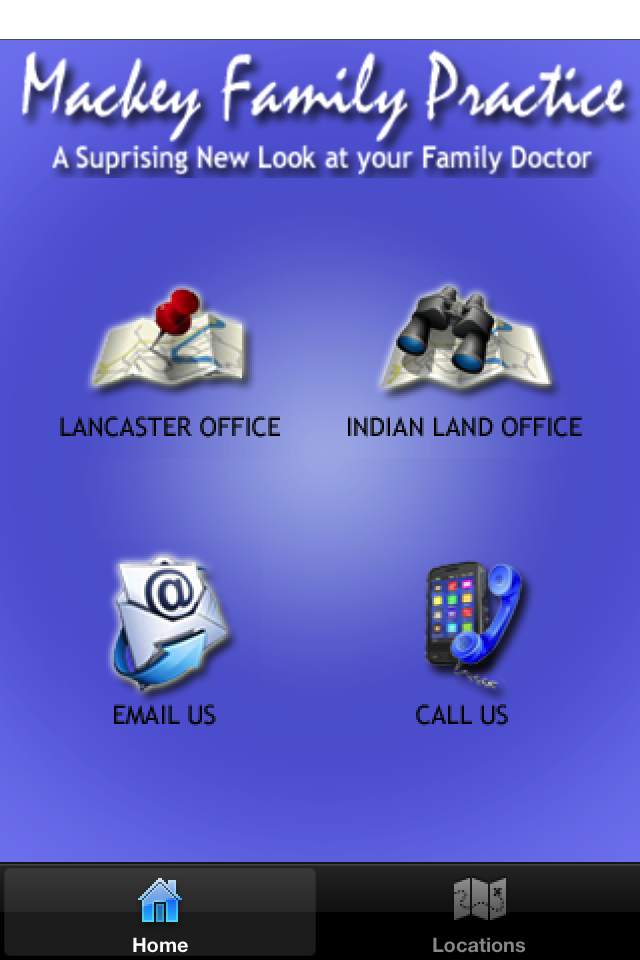 Mackey Family Practice
A Suprising New Look at your Family Doctor
LANCASTER OFFICE
INDIAN LAND OFFICE
@
EMAIL US
CALL US
Home
Locations